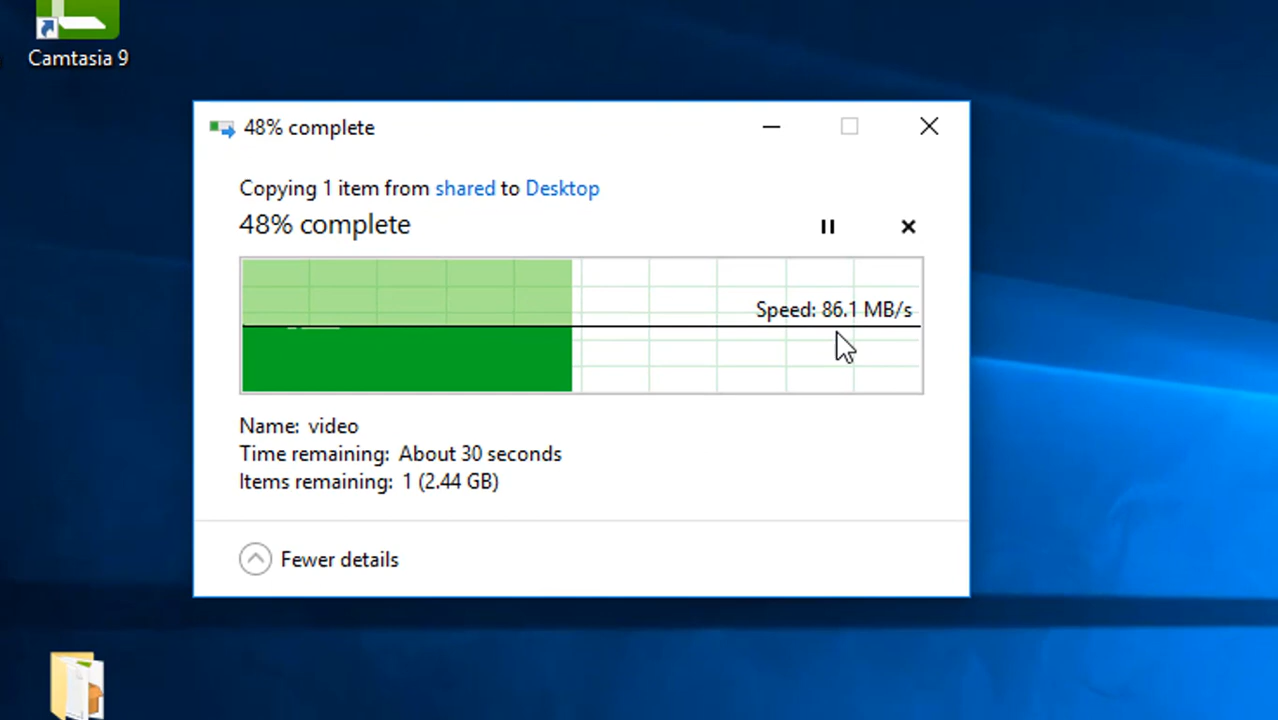 Camtasia 9
48% complete
Copying 1 item from shared to Desktop
48% complete
Speed: 86.1 MB/s
Name: video
Time remaining: About 30 seconds
Items remaining: 1 (2.44 GB)
Fewer details